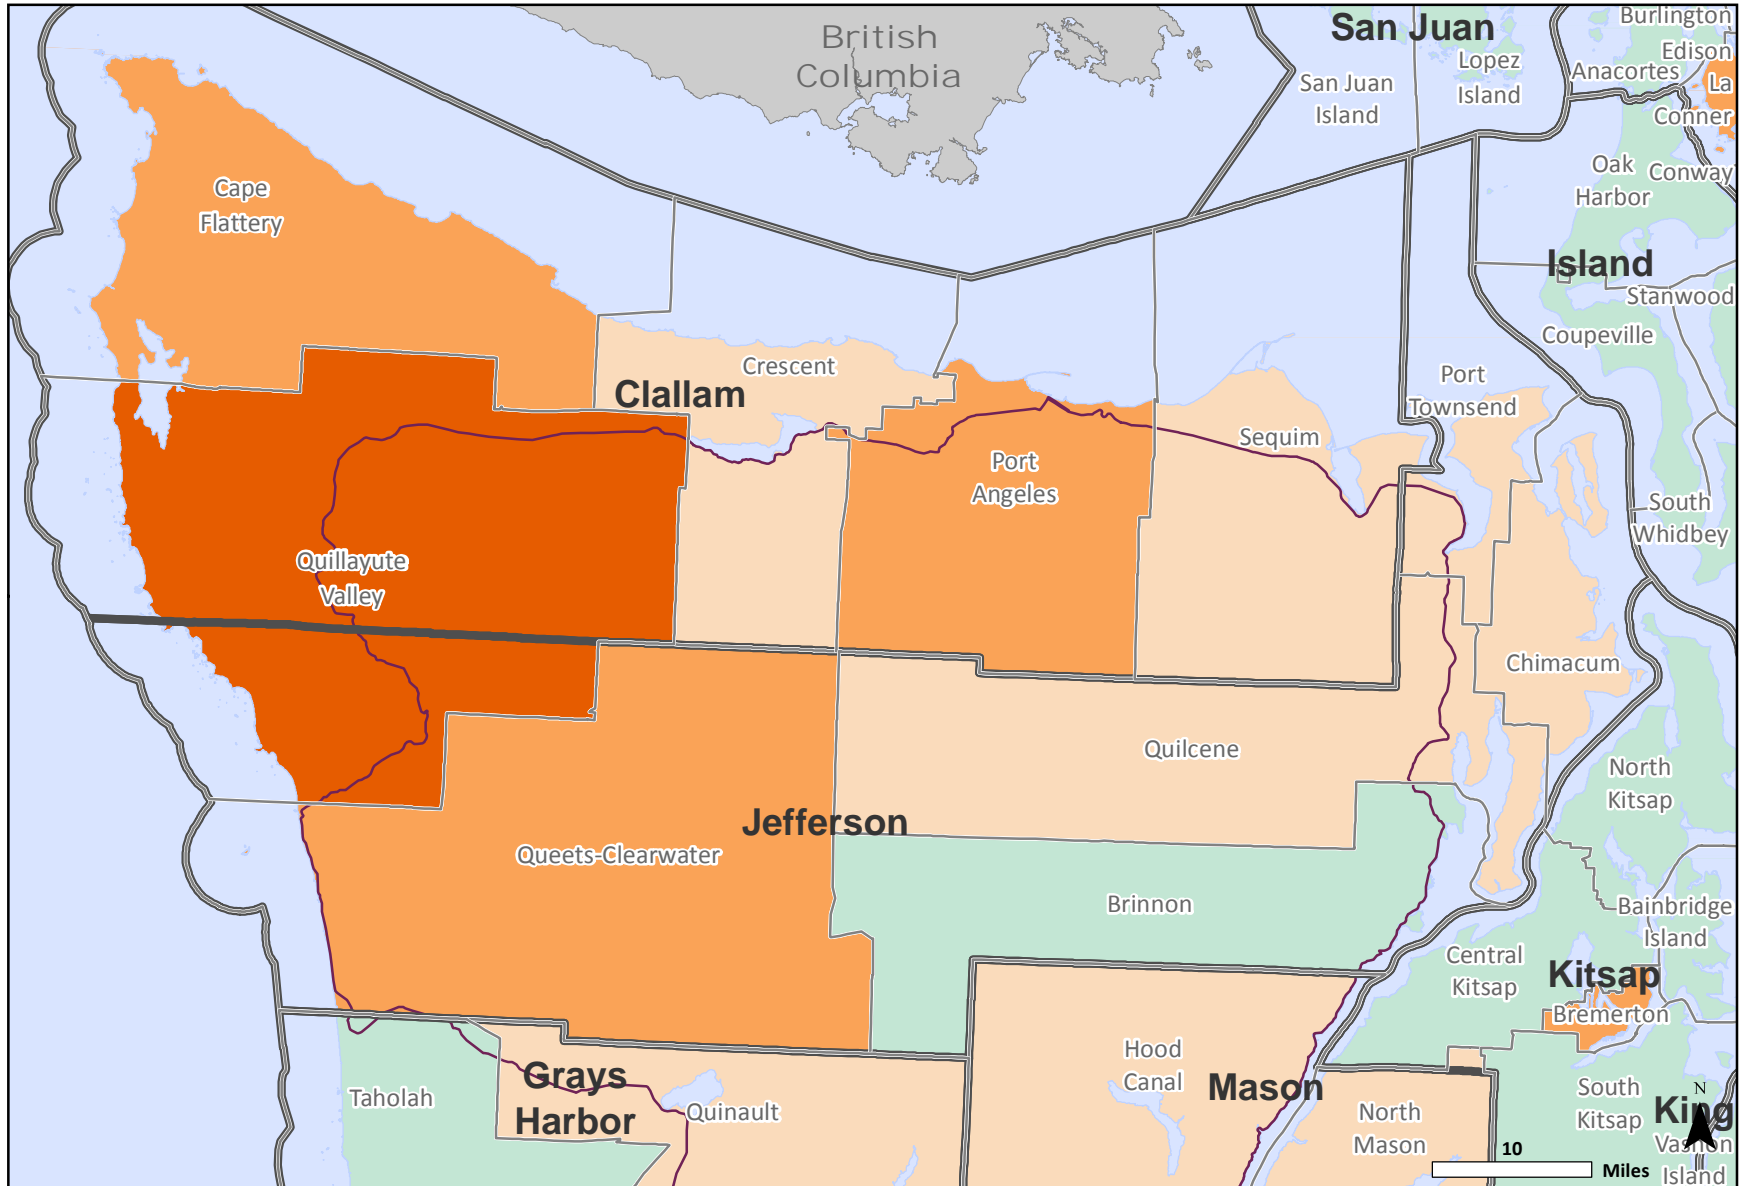 British
Columbia
San Juan
San Juan
Island
Lopez
Island
Burlington
Edison
Anacortes
La
Conner
Oak
Harbor
Conway
Cape
Flattery
Island
Stanwood
Coupeville
Crescent
Clallam
Port
Townsend
Sequim
Port
Angeles
South
Whidbey
Quillayute
Valley
Chimacum
Quilcene
North
Kitsap
Jefferson
Queets-Clearwater
Brinnon
Bainbridge
Island
Central
Kitsap
Kitsap
Bremerton
Hood
Canal
Grays
Harbor
Mason
Taholah
Quinault
North
Mason
South
Kitsap
N
King
Vashon
Island
10
Miles